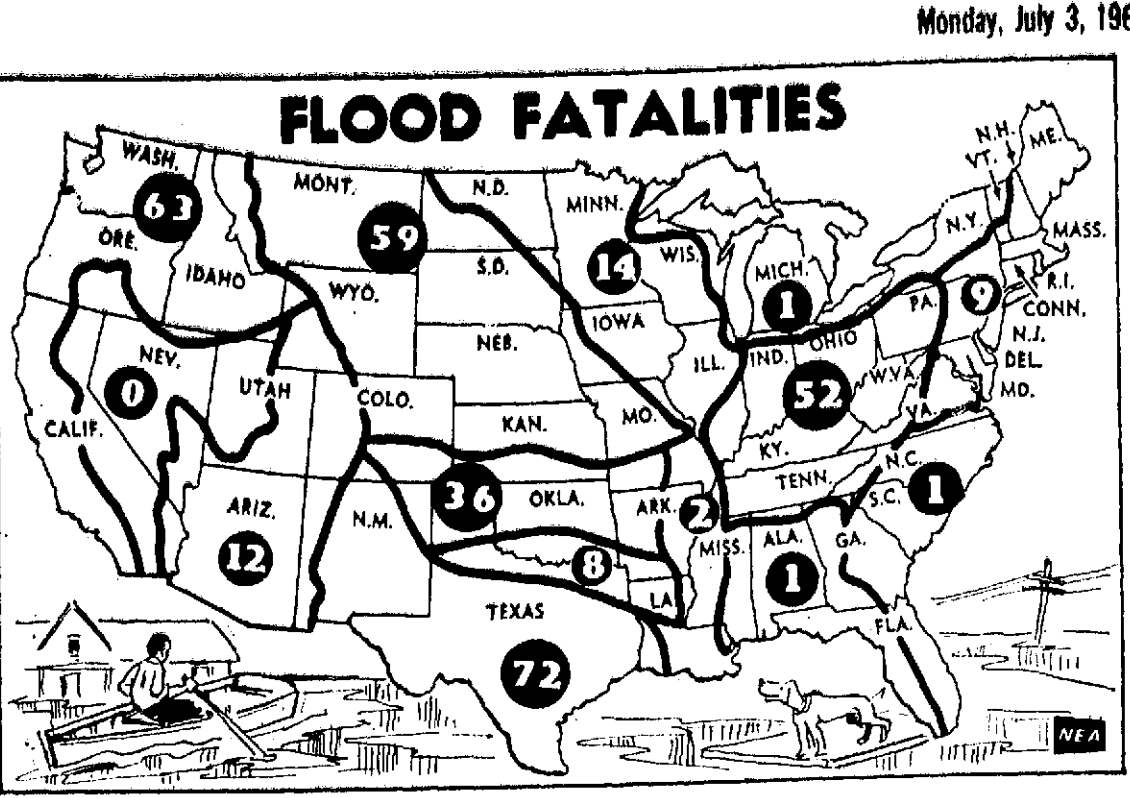 Monday, July 3, 196
FLOOD FATALITIES
WASH.
63
ORE.
IDAHO
MONT.
59
WYO.
N.D.
S.D.
NEB.
MINN.
14
WIS.
IOWA
MICH.
1
ILL.
IND.
OHIO
52
N.H.
VT.
ME.
N.Y.
MASS.
R.I.
CONN.
PA.
9
N.J.
DEL.
MD.
W.VA.
VA.
NEV.
0
UTAH
COLO.
CALIF.
KAN.
MO.
KY.
TENN.
N.C.
S.C.
1
ARIZ.
12
N.M.
36
OKLA.
ARK.
2
8
MISS.
ALA.
1
GA.
LA.
TEXAS
72
FLA.
NEA